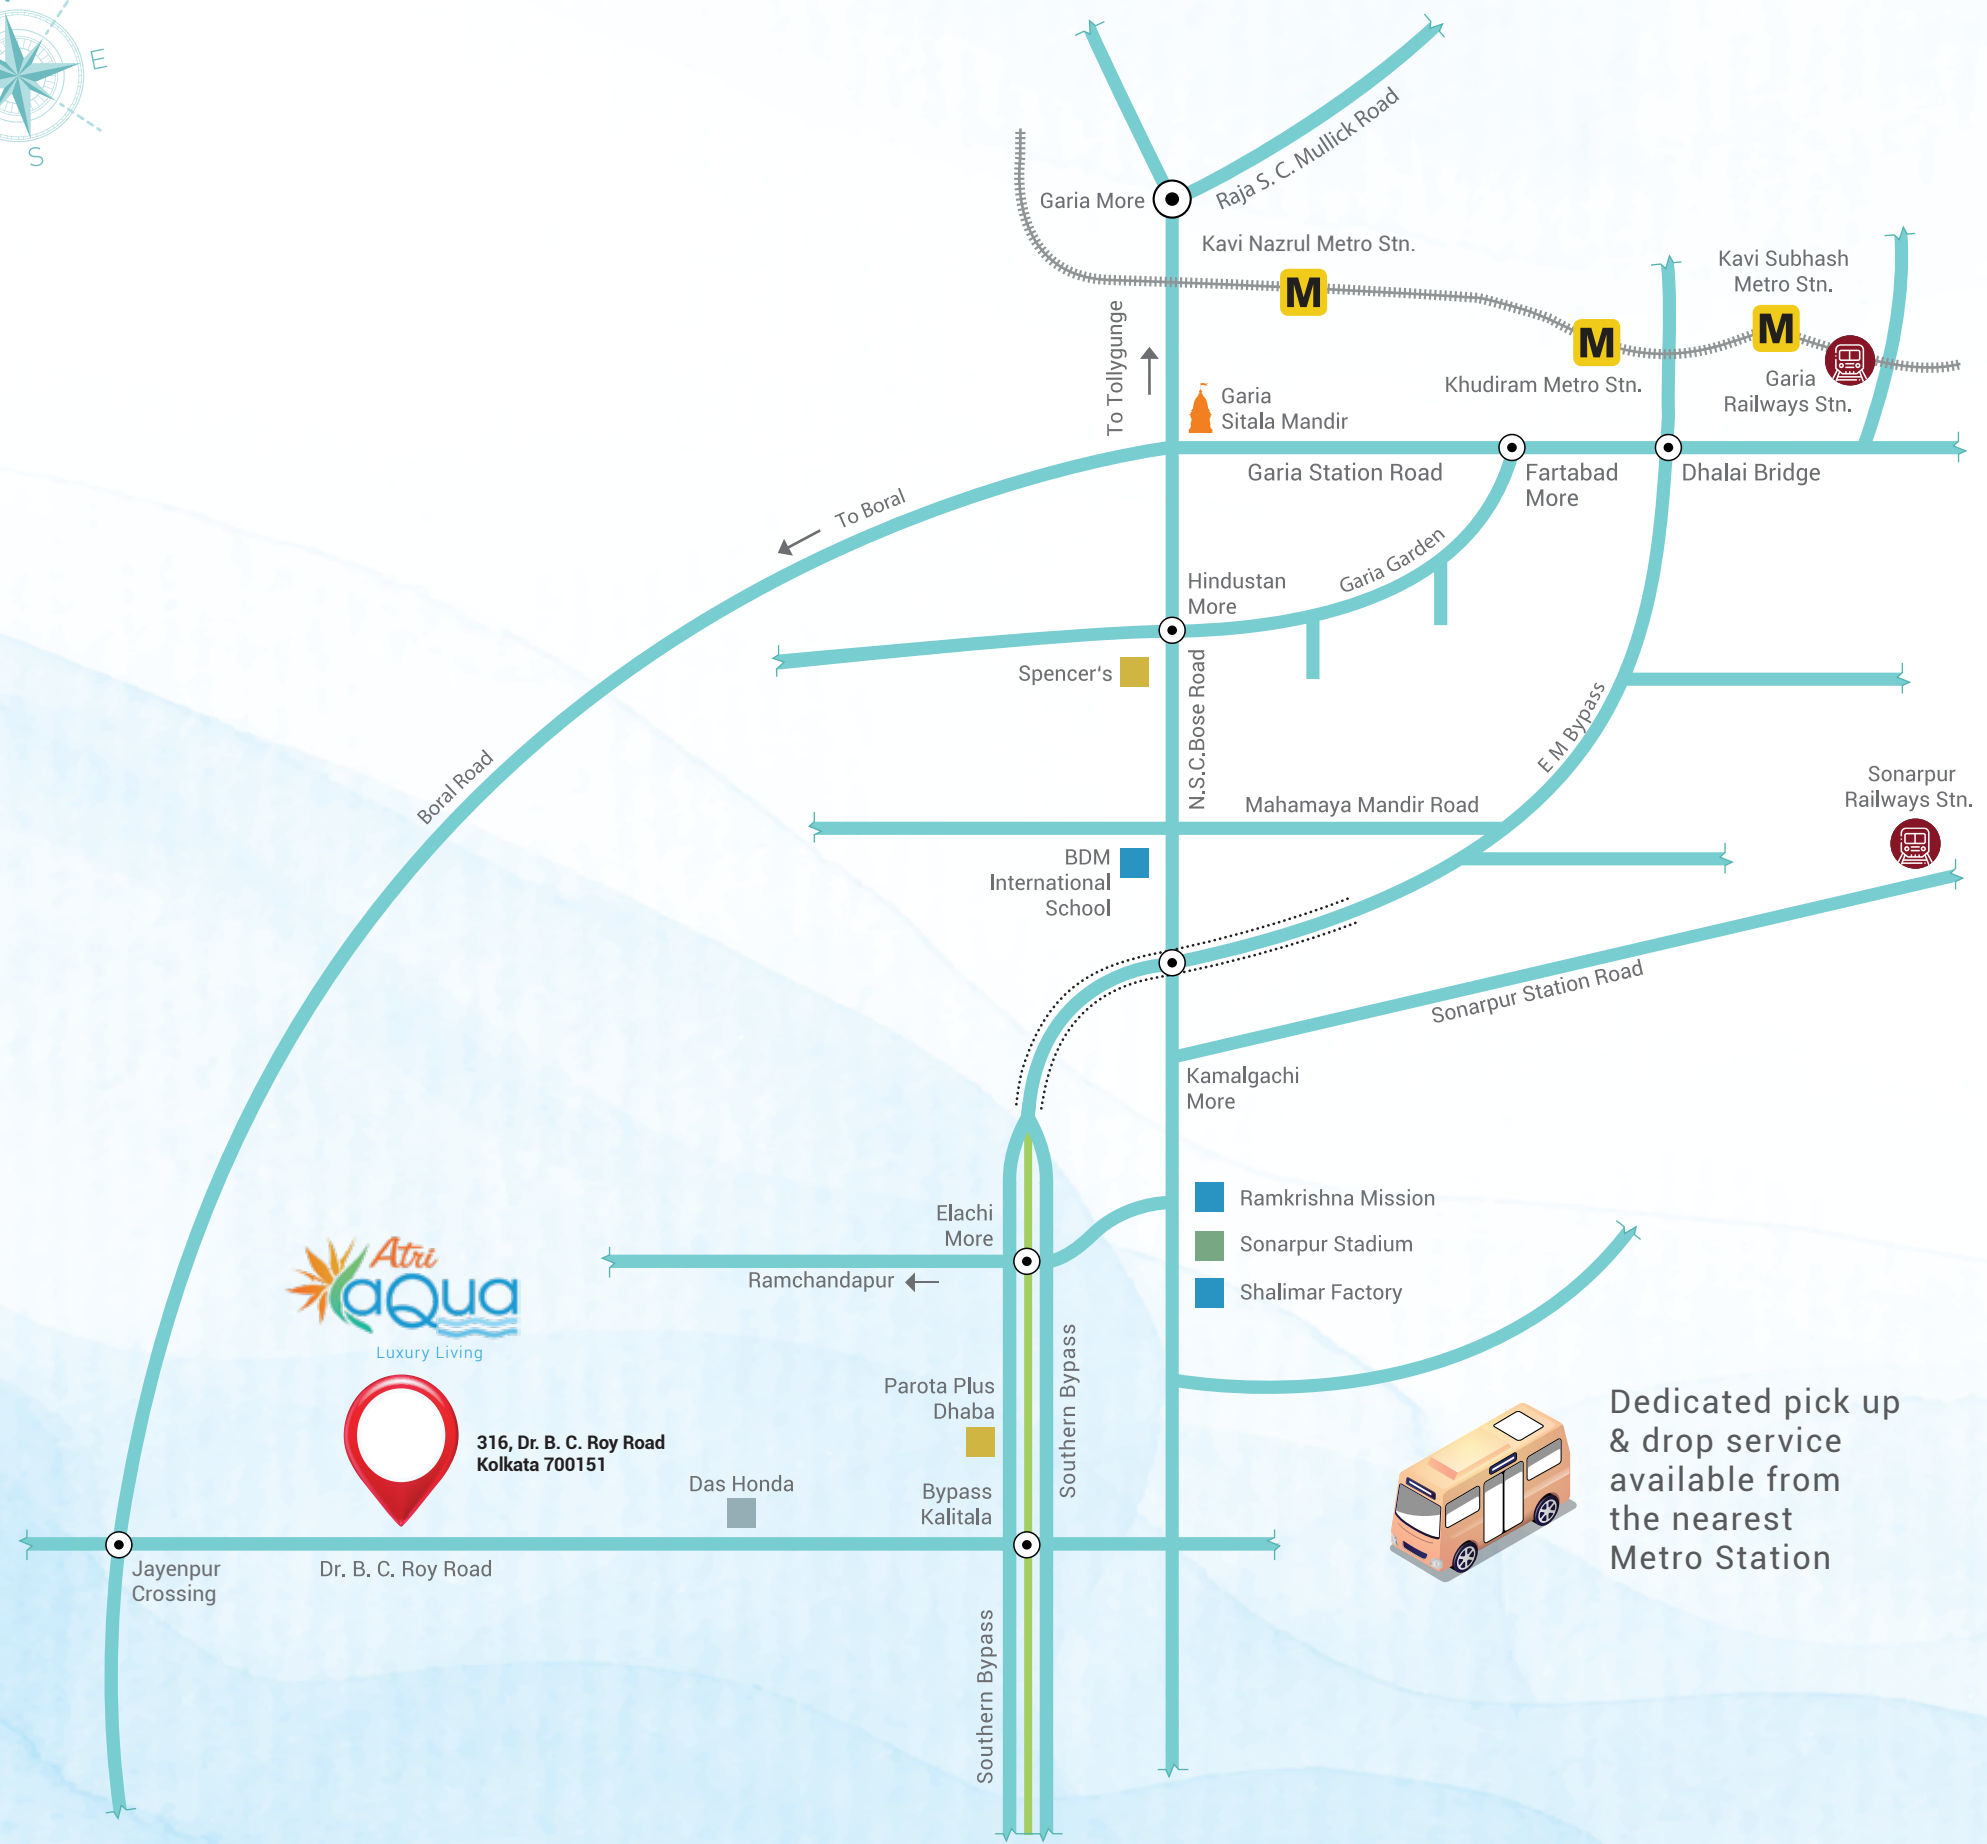 E
S
Raja S. C. Mullick Road
Garia More
Kavi Nazrul Metro Stn.
M
Kavi Subhash
Metro Stn.
M
M
Khudiram Metro Stn.
Garia
Railways Stn.
To Tollygunge
Garia
Sitala Mandir
Garia Station Road
Fartabad
More
Dhalai Bridge
To Boral
Garia Garden
Hindustan
More
Spencer's
N.S.C.Bose Road
E M Bypass
Boral Road
Mahamaya Mandir Road
Sonarpur
Railways Stn.
BDM
International
School
Sonarpur Station Road
Kamalgachi
More
Ramkrishna Mission
Sonarpur Stadium
Shalimar Factory
Elachi
More
Ramchandapur
Atri
aQua
Luxury Living
316, Dr. B. C. Roy Road
Kolkata 700151
Parota Plus
Dhaba
Southern Bypass
Das Honda
Bypass
Kalitala
Dedicated pick up
& drop service
available from
the nearest
Metro Station
Jayenpur
Crossing
Dr. B. C. Roy Road
Southern Bypass